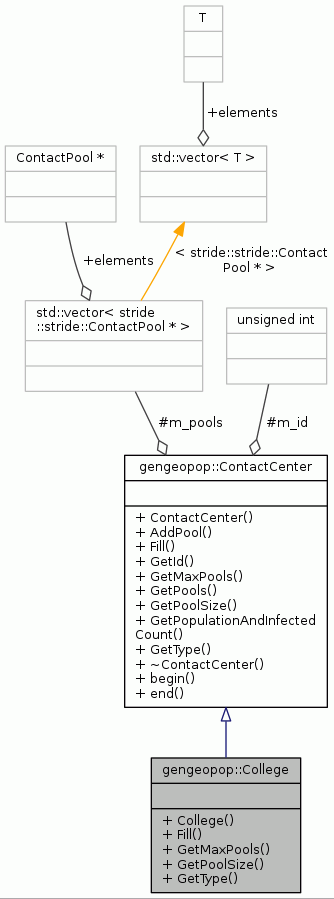 T
+elements
ContactPool *
std::vector< T >
+elements
< stride::stride::Contact
Pool * >
std::vector< stride
::stride::ContactPool * >
unsigned int
#m_pools
#m_id
gengeopop::ContactCenter
+ ContactCenter()
+ AddPool()
+ Fill()
+ GetId()
+ GetMaxPools()
+ GetPools()
+ GetPoolSize()
+ GetPopulationAndInfected
Count()
+ GetType()
+ ~ContactCenter()
+ begin()
+ end()
gengeopop::College
+ College()
+ Fill()
+ GetMaxPools()
+ GetPoolSize()
+ GetType()